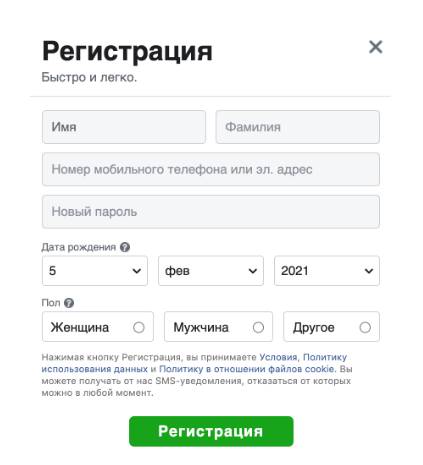 Регистрация
Быстро и легко.
Имя Фамилия
Номер мобильного телефона или эл. адрес
Новый пароль
Дата рождения ?
5 фев 2021
Пол ?
Женщина Мужчина Другое
Нажимая кнопку Регистрация, вы принимаете Условия, Политику
использования данных и Политику в отношении файлов cookie. Вы
можете получать от нас SMS-уведомления, отказаться от которых
можно в любой момент.
Регистрация